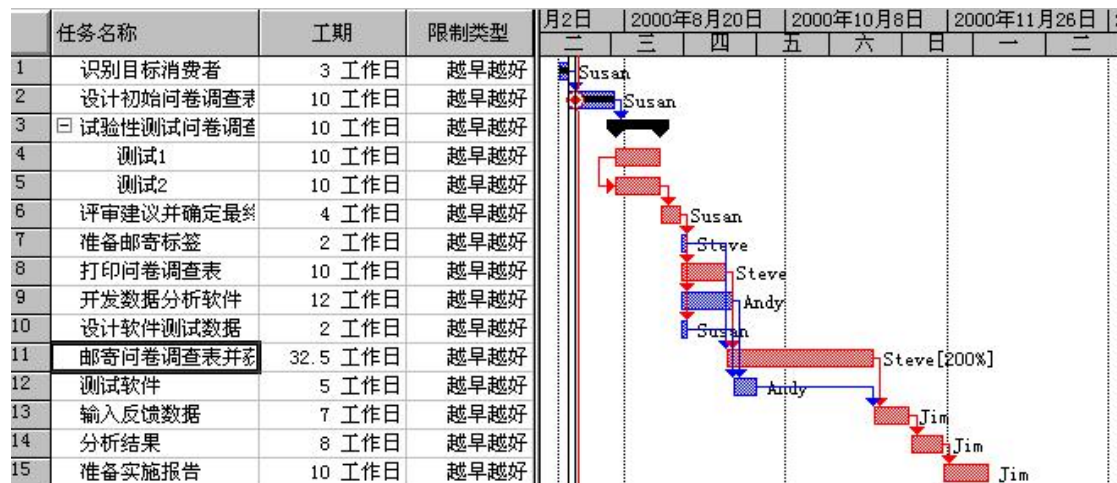 任务名称 工期 限制类型 月2日 2000年8月20日 2000年10月8日 2000年11月26日
二 三 四 五 六 日 一 二
1 识别目标消费者 3 工作日 越早越好 Susan
2 设计初始问卷调查表 10 工作日 越早越好 Susan
3 试验性测试问卷调查 10 工作日 越早越好
4 测试1 10 工作日 越早越好
5 测试2 10 工作日 越早越好
6 评审建议并确定最终 4 工作日 越早越好 Susan
7 准备邮寄标签 2 工作日 越早越好 Steve
8 打印问卷调查表 10 工作日 越早越好 Steve
9 开发数据分析软件 12 工作日 越早越好 Andy
10 设计软件测试数据 2 工作日 越早越好 Susan
11 邮寄问卷调查表并获 32.5 工作日 越早越好 Steve[200%]
12 测试软件 5 工作日 越早越好 Andy
13 输入反馈数据 7 工作日 越早越好 Jim
14 分析结果 8 工作日 越早越好 Jim
15 准备实施报告 10 工作日 越早越好 Jim